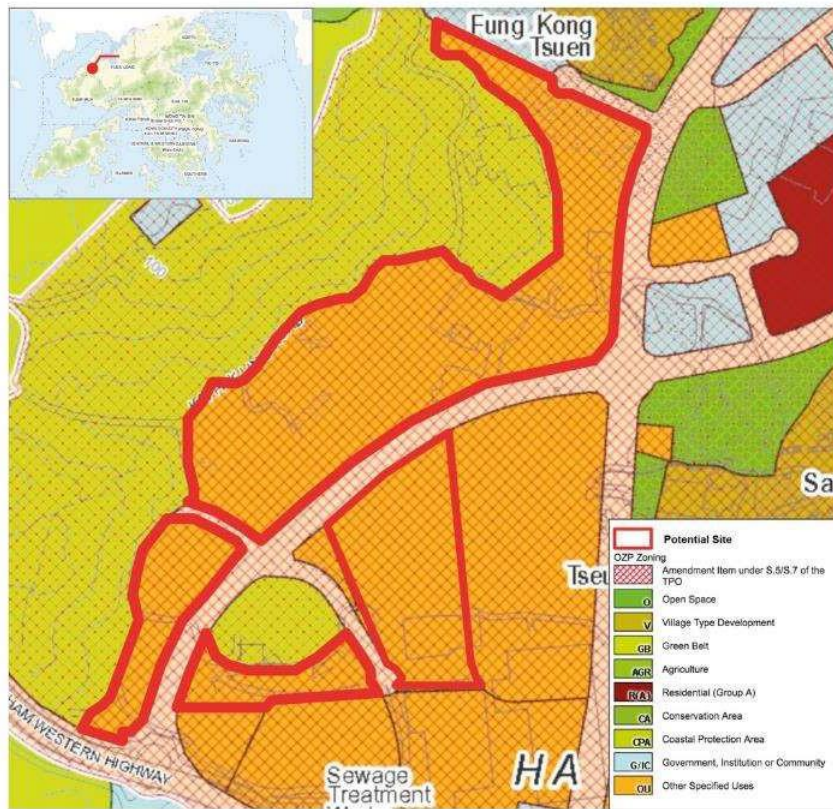 Fung Kong
Tsuen
100
HAM WESTERN HIGHWAY
Sewage
Treatment
HA
Tseu
Sa
Potential Site
OZP Zoning
Amendment Item under S.5/S.7 of the
TPO
O Open Space
V Village Type Development
GB Green Belt
AGR Agriculture
R(A) Residential (Group A)
CA Conservation Area
CPA Coastal Protection Area
G/IC Government, Institution or Community
OU Other Specified Uses